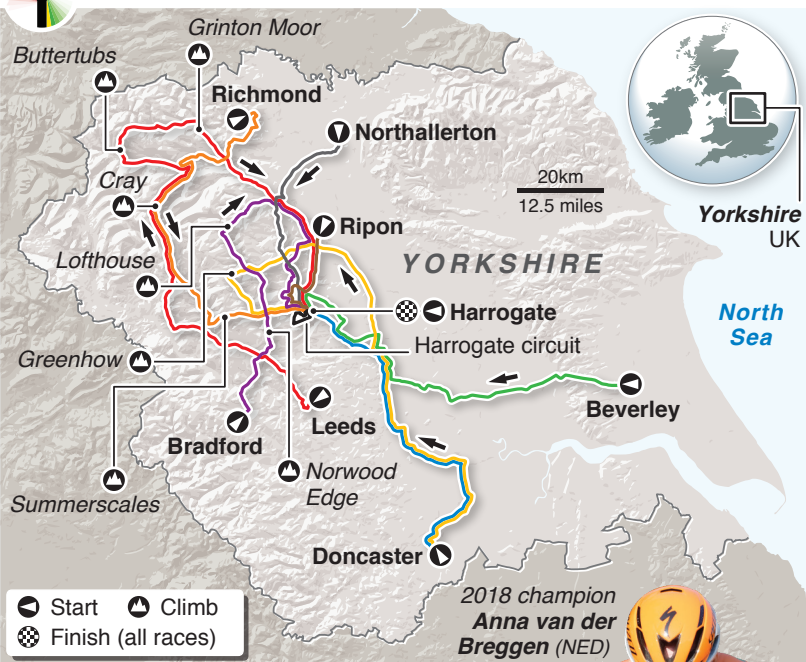 Grinton Moor
Buttertubs
Richmond
Northallerton
20km
12.5 miles
Cray
Yorkshire
UK
Ripon
Lofthouse
YORKSHIRE
North
Sea
Harrogate
Harrogate circuit
Greenhow
Beverley
Leeds
Bradford
Norwood
Edge
Summerscales
Doncaster
2018 champion
Anna van der
Breggen (NED)
Start
Climb
Finish (all races)